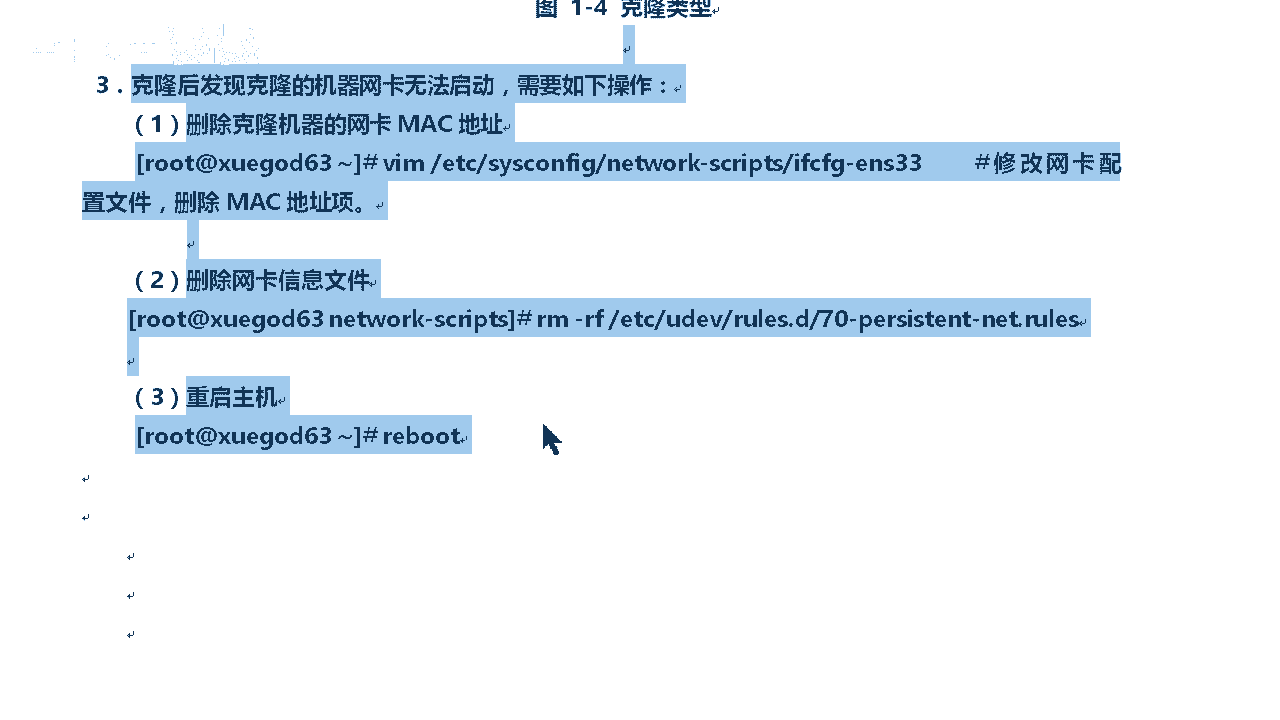 图 1-4 克隆类型
3．克隆后发现克隆的机器网卡无法启动，需要如下操作：
（1）删除克隆机器的网卡 MAC 地址
[root@xuegod63 ~]# vim /etc/sysconfig/network-scripts/ifcfg-ens33 #修改网卡配
置文件，删除 MAC 地址项。
（2）删除网卡信息文件
[root@xuegod63 network-scripts]# rm -rf /etc/udev/rules.d/70-persistent-net.rules
（3）重启主机
[root@xuegod63 ~]# reboot